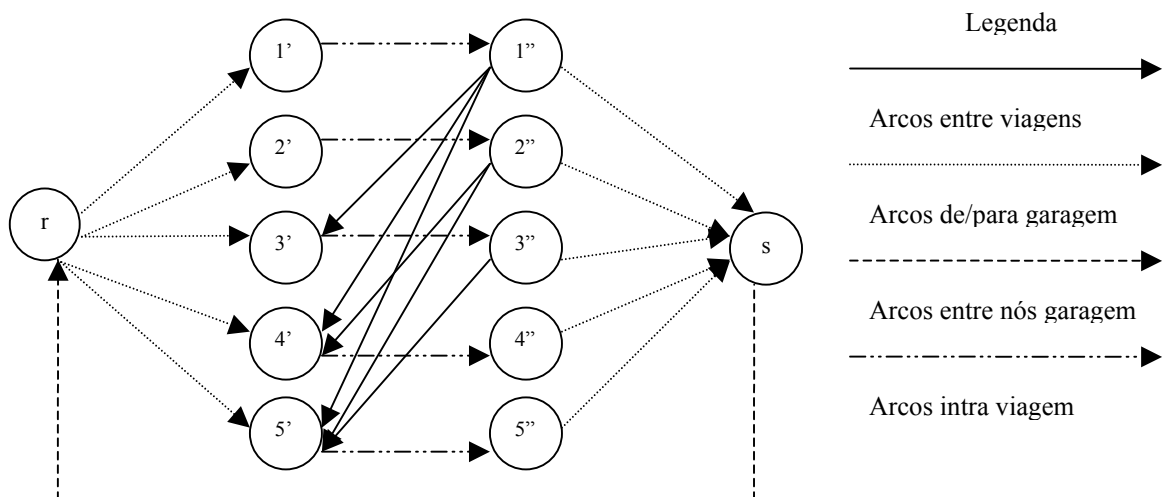 1’
1”
2’
2”
r
3’
3”
s
4’
4”
5’
5”
Legenda
Arcos entre viagens
Arcos de/para garagem
Arcos entre nós garagem
Arcos intra viagem